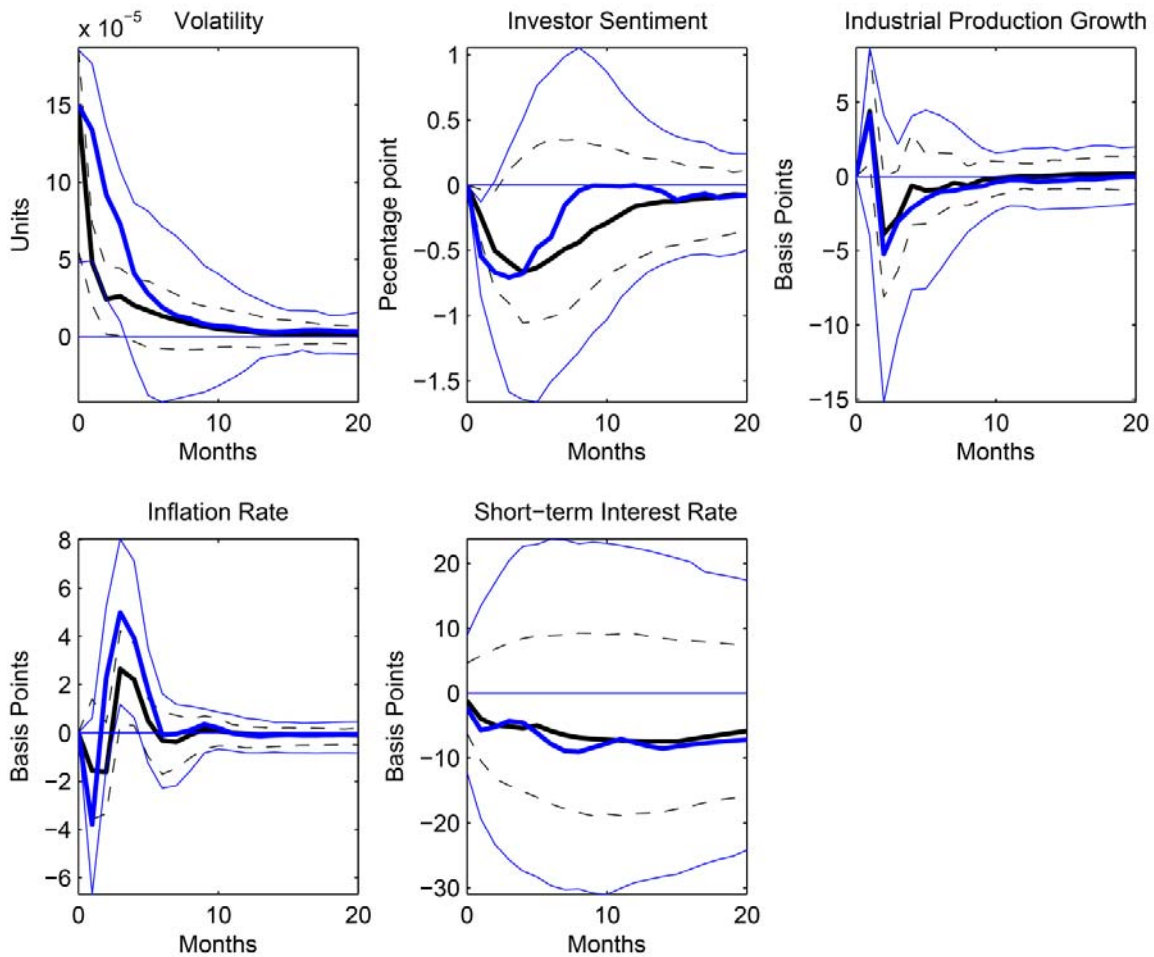 x 10⁻⁵
Volatility
Units
15
10
5
0
0 10 20
Months
Investor Sentiment
Pecentage point
1
0.5
0
−0.5
−1
−1.5
0 10 20
Months
Industrial Production Growth
Basis Points
5
0
−5
−10
−15
0 10 20
Months
Inflation Rate
Basis Points
8
6
4
2
0
−2
−4
−6
0 10 20
Months
Short−term Interest Rate
Basis Points
20
10
0
−10
−20
−30
0 10 20
Months